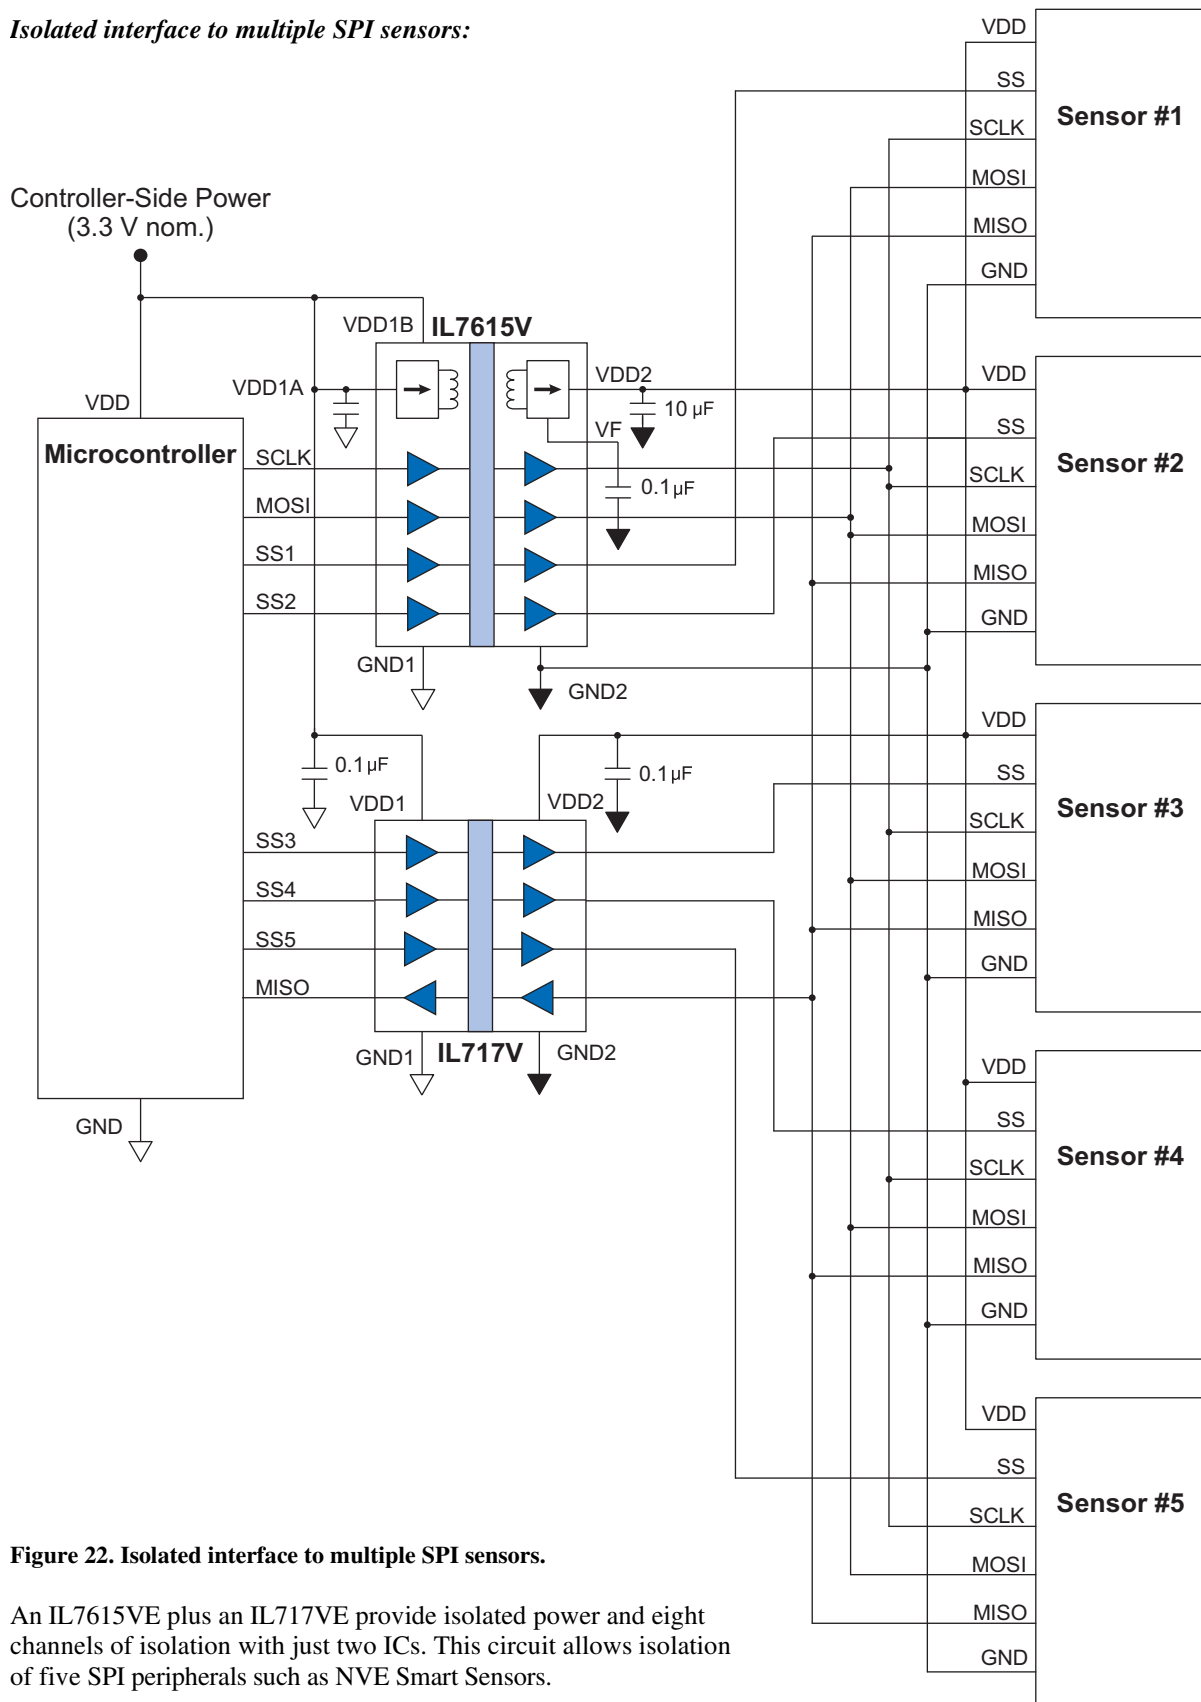 Isolated interface to multiple SPI sensors:
Controller-Side Power
(3.3 V nom.)
VDD
Microcontroller
SCLK
MOSI
SS1
SS2
SS3
SS4
SS5
MISO
GND
VDD1B
IL7615V
VDD1A
VDD2
10 µF
VF
0.1µF
GND1
GND2
0.1µF
VDD1
VDD2
0.1µF
GND1
IL717V
GND2
VDD
SS
Sensor #1
SCLK
MOSI
MISO
GND
VDD
SS
Sensor #2
SCLK
MOSI
MISO
GND
VDD
SS
Sensor #3
SCLK
MOSI
MISO
GND
VDD
SS
Sensor #4
SCLK
MOSI
MISO
GND
VDD
SS
Sensor #5
SCLK
MOSI
MISO
GND
Figure 22. Isolated interface to multiple SPI sensors.
An IL7615VE plus an IL717VE provide isolated power and eight
channels of isolation with just two ICs. This circuit allows isolation
of five SPI peripherals such as NVE Smart Sensors.